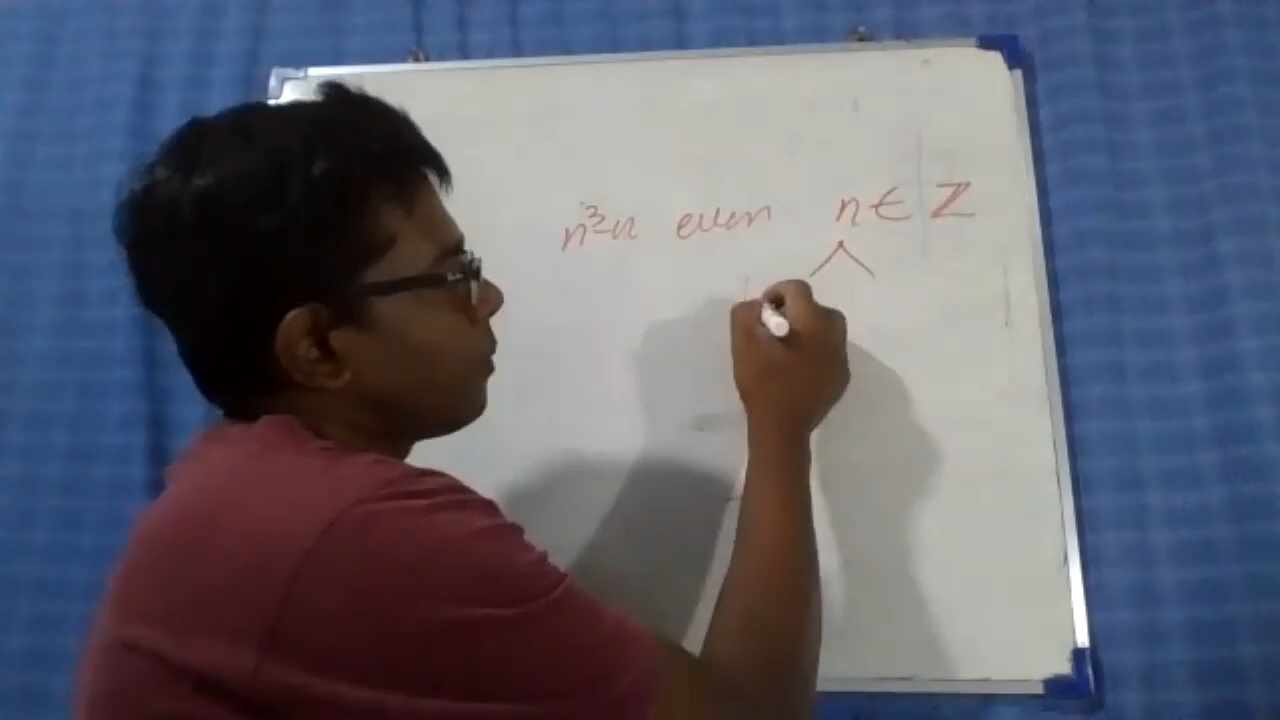 n³-n even n ∈ ℤ